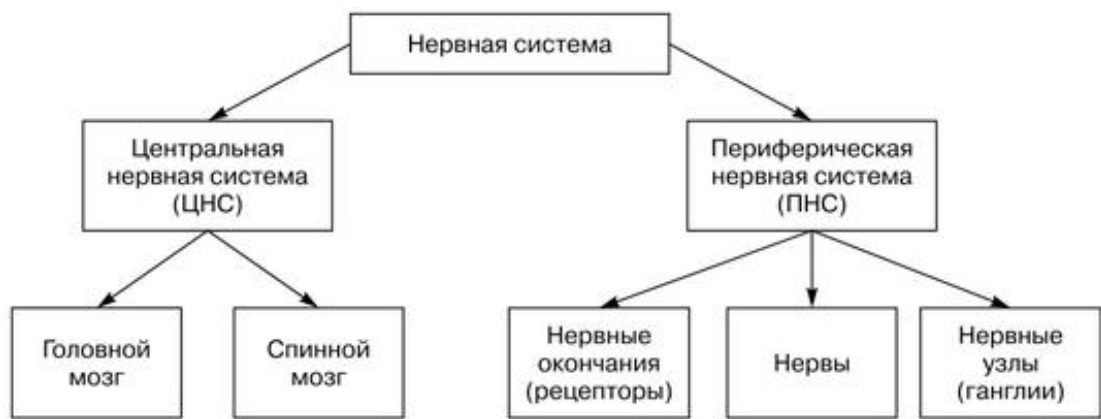 Нервная система
Центральная
нервная система
(ЦНС)
Периферическая
нервная система
(ПНС)
Головной
мозг
Спинной
мозг
Нервные
окончания
(рецепторы)
Нервы
Нервные
узлы
(ганглии)